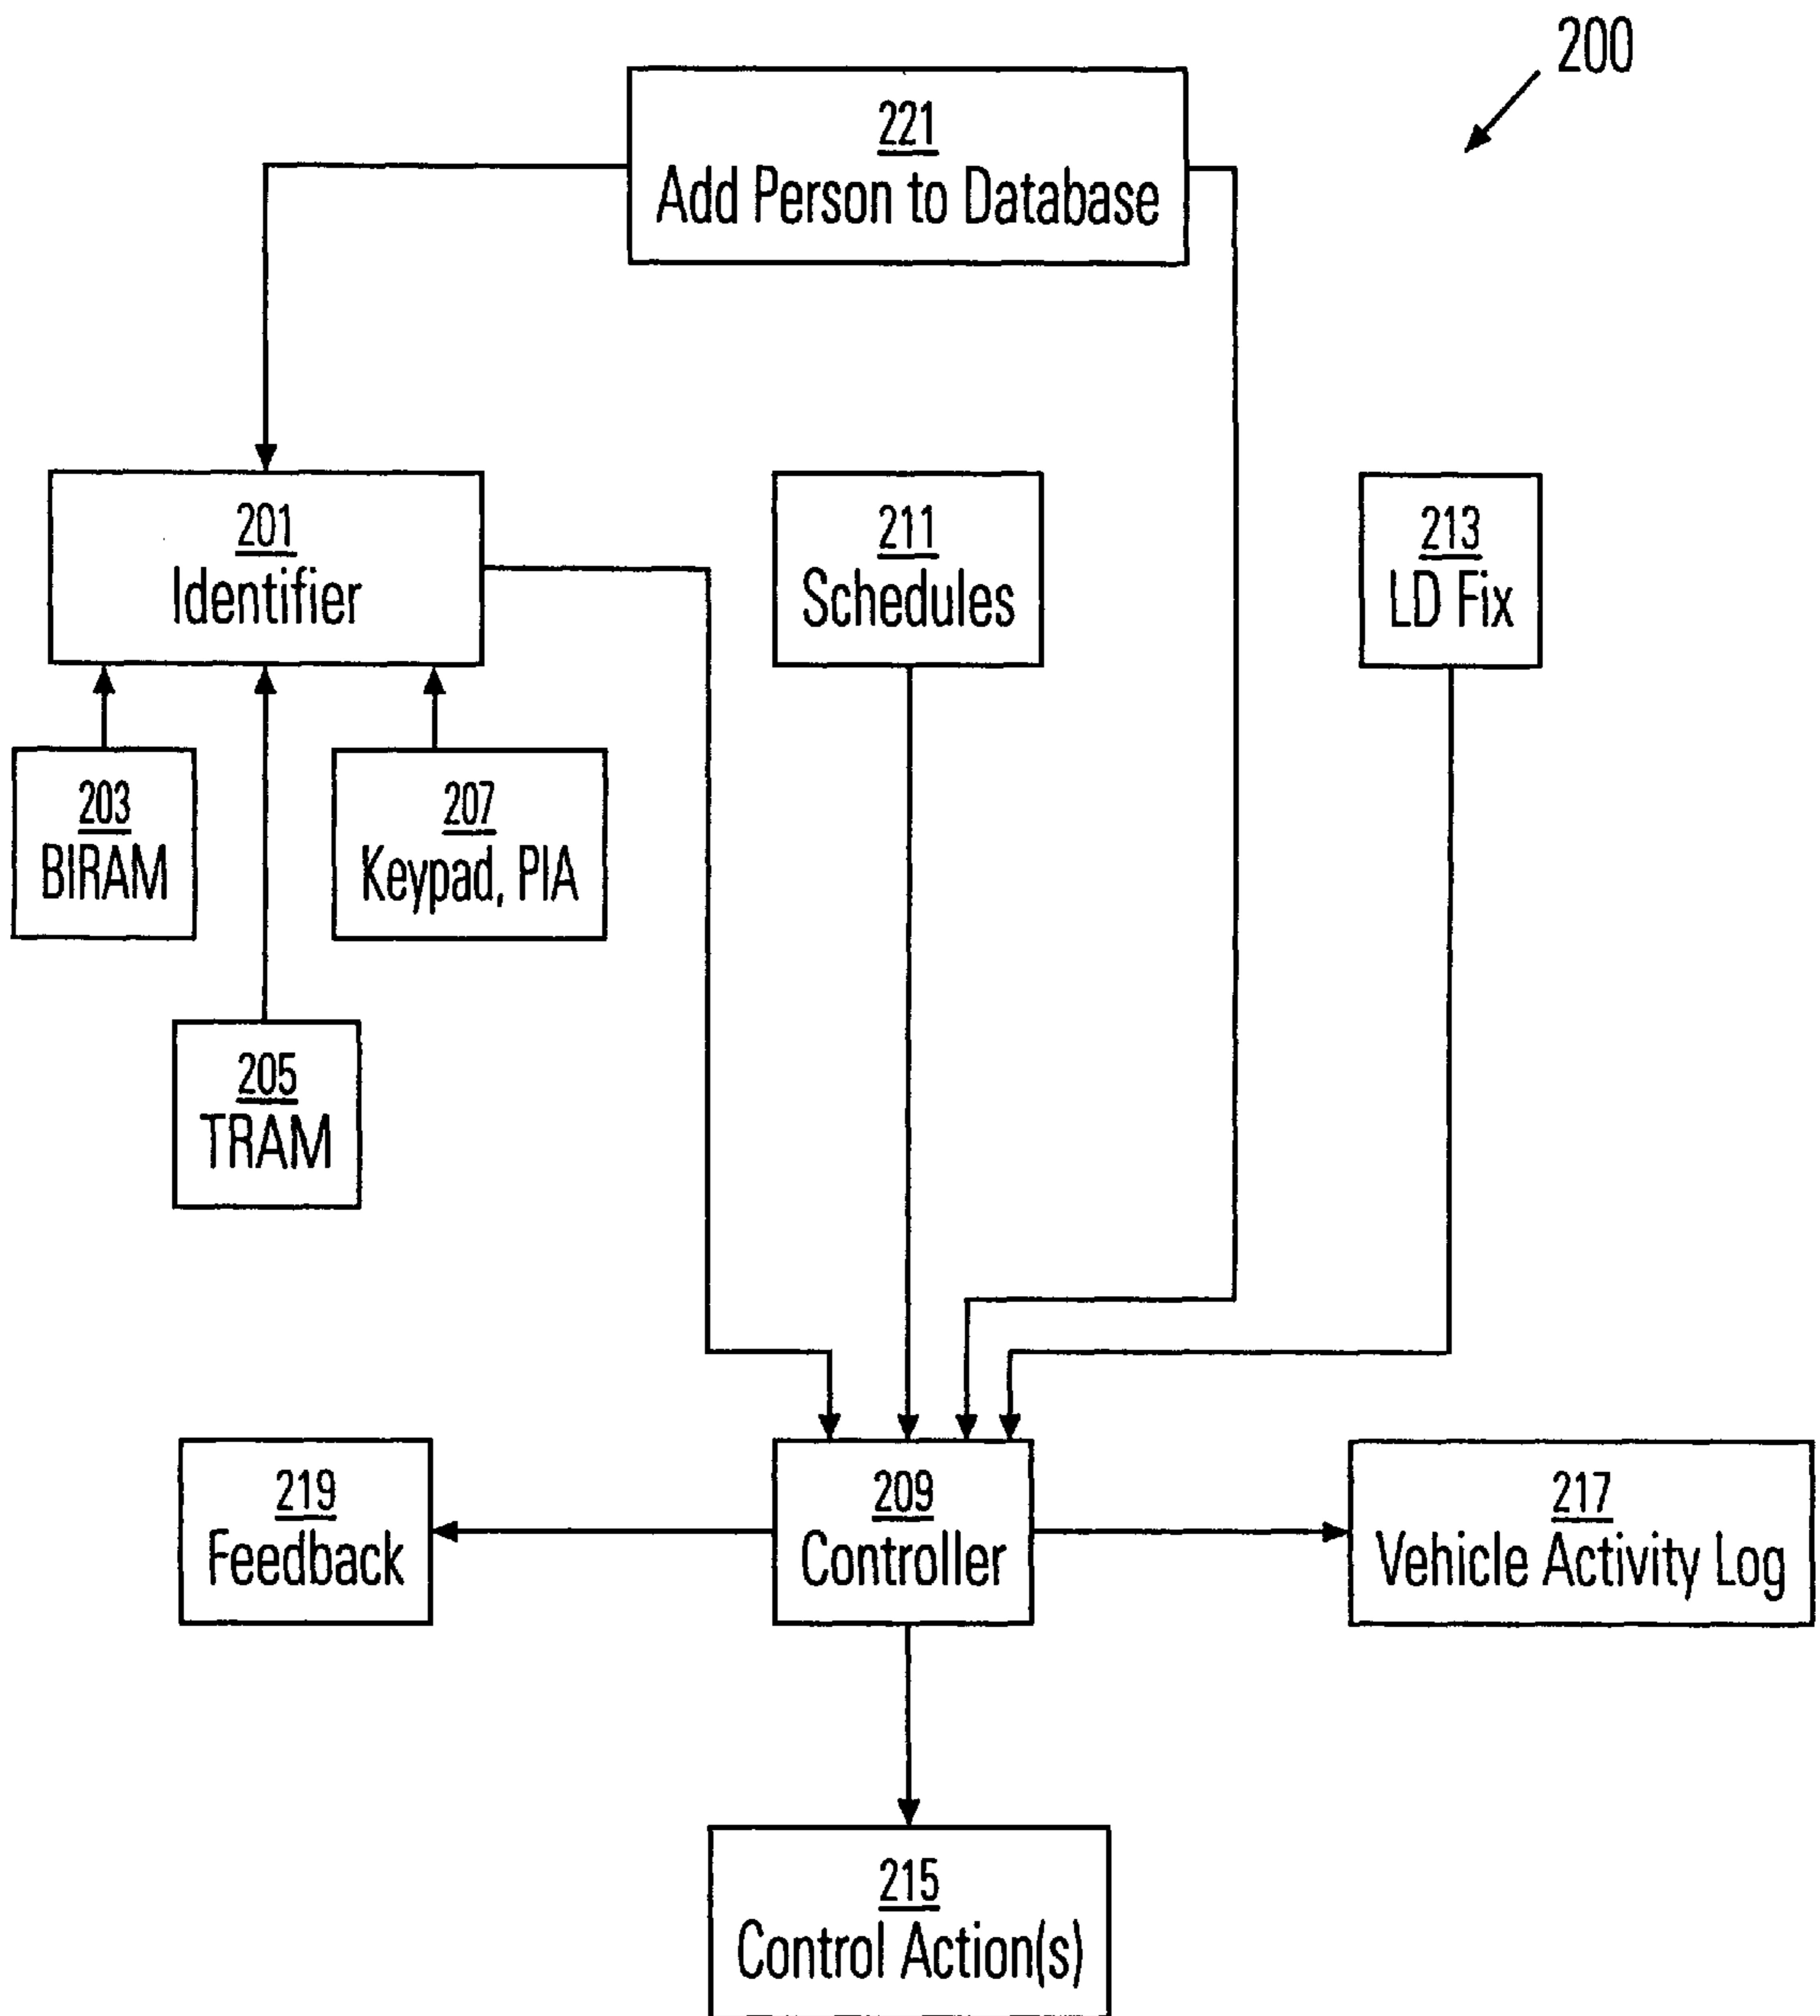 200
221
Add Person to Database
201
Identifier
211
Schedules
213
LD Fix
203
BIRAM
207
Keypad, PIA
205
TRAM
219
Feedback
209
Controller
217
Vehicle Activity Log
215
Control Action(s)